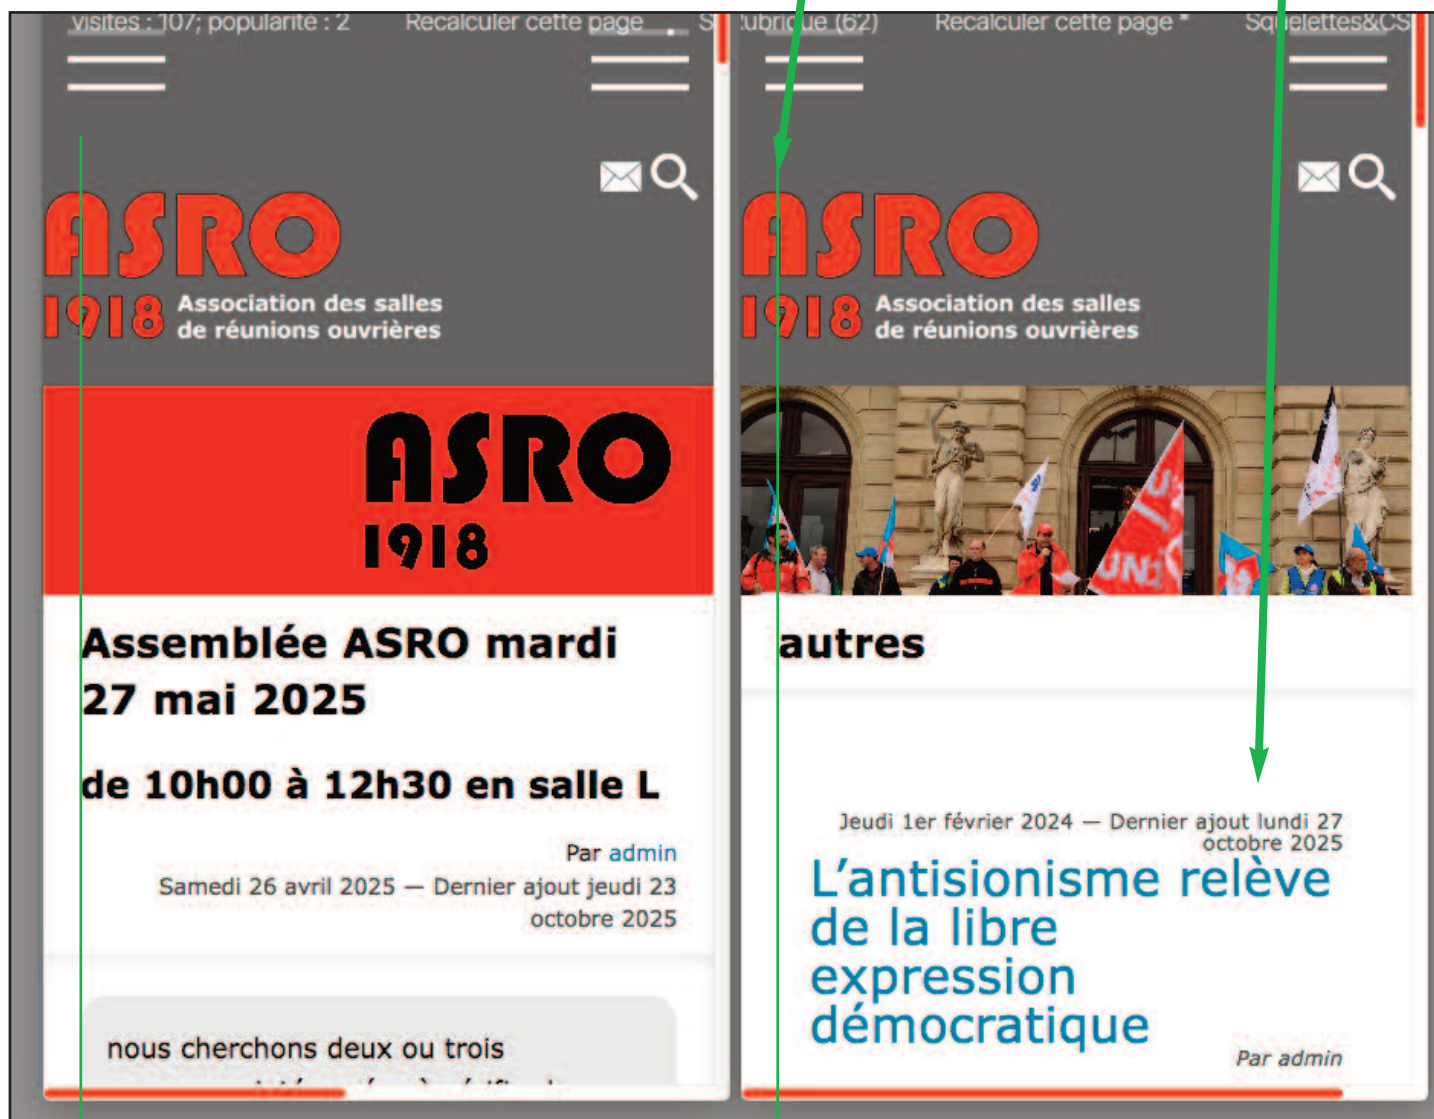 visites : 107; popularité : 2 Recalculer cette page
ASRO
1918 Association des salles
de réunions ouvrières
ASRO
1918
Assemblée ASRO mardi
27 mai 2025
de 10h00 à 12h30 en salle L
Par admin
Samedi 26 avril 2025 — Dernier ajout jeudi 23
octobre 2025
nous cherchons deux ou trois
(62) Recalculer cette page * Squelettes&CS
ASRO
1918 Association des salles
de réunions ouvrières
autres
Jeudi 1er février 2024 — Dernier ajout lundi 27
octobre 2025
L’antisionisme relève
de la libre
expression
démocratique
Par admin